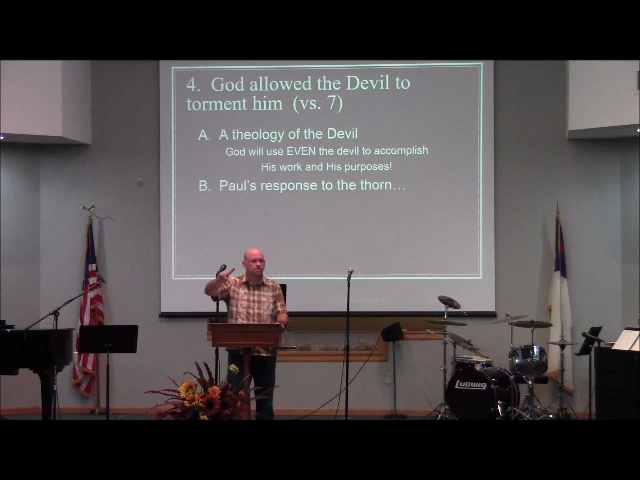 4. God allowed the Devil to
torment him (vs. 7)
A. A theology of the Devil
God will use EVEN the devil to accomplish
His work and His purposes!
B. Paul's response to the thorn…
LUDWIG